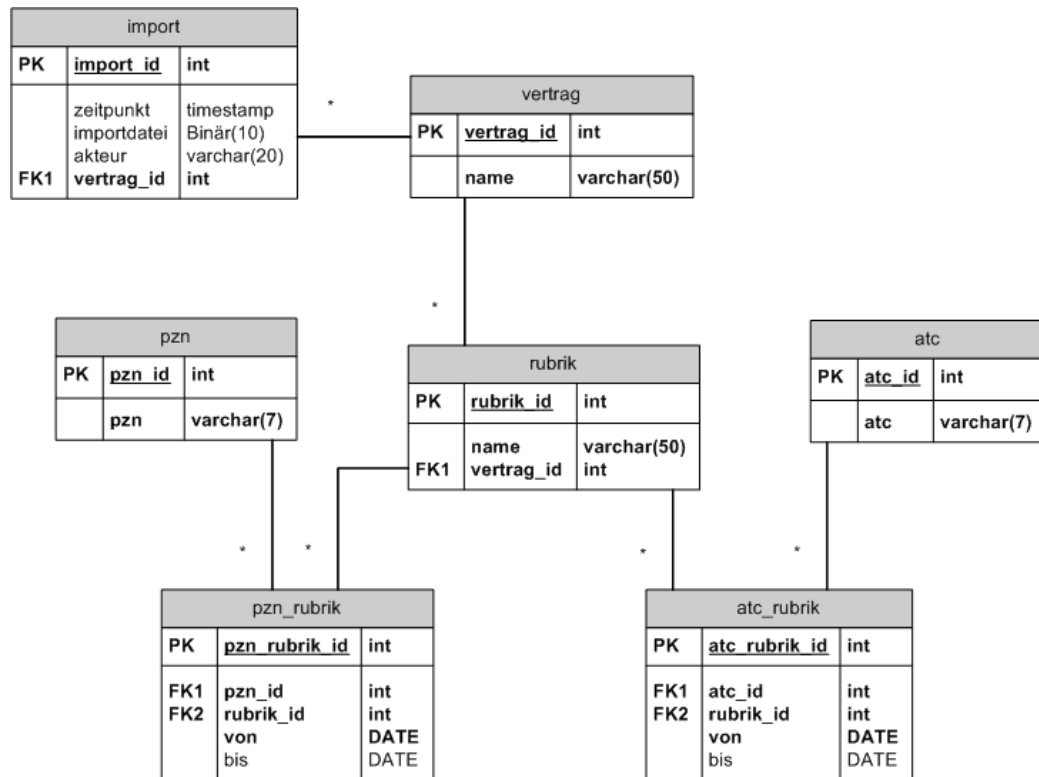 import
PK import_id int
zeitpunkt timestamp
importdatei Binär(10)
akteur varchar(20)
FK1 vertrag_id int
*
vertrag
PK vertrag_id int
name varchar(50)
*
pzn
PK pzn_id int
pzn varchar(7)
rubrik
PK rubrik_id int
name varchar(50)
FK1 vertrag_id int
atc
PK atc_id int
atc varchar(7)
* * * *
pzn_rubrik
PK pzn_rubrik_id int
FK1 pzn_id int
FK2 rubrik_id int
von DATE
bis DATE
atc_rubrik
PK atc_rubrik_id int
FK1 atc_id int
FK2 rubrik_id int
von DATE
bis DATE